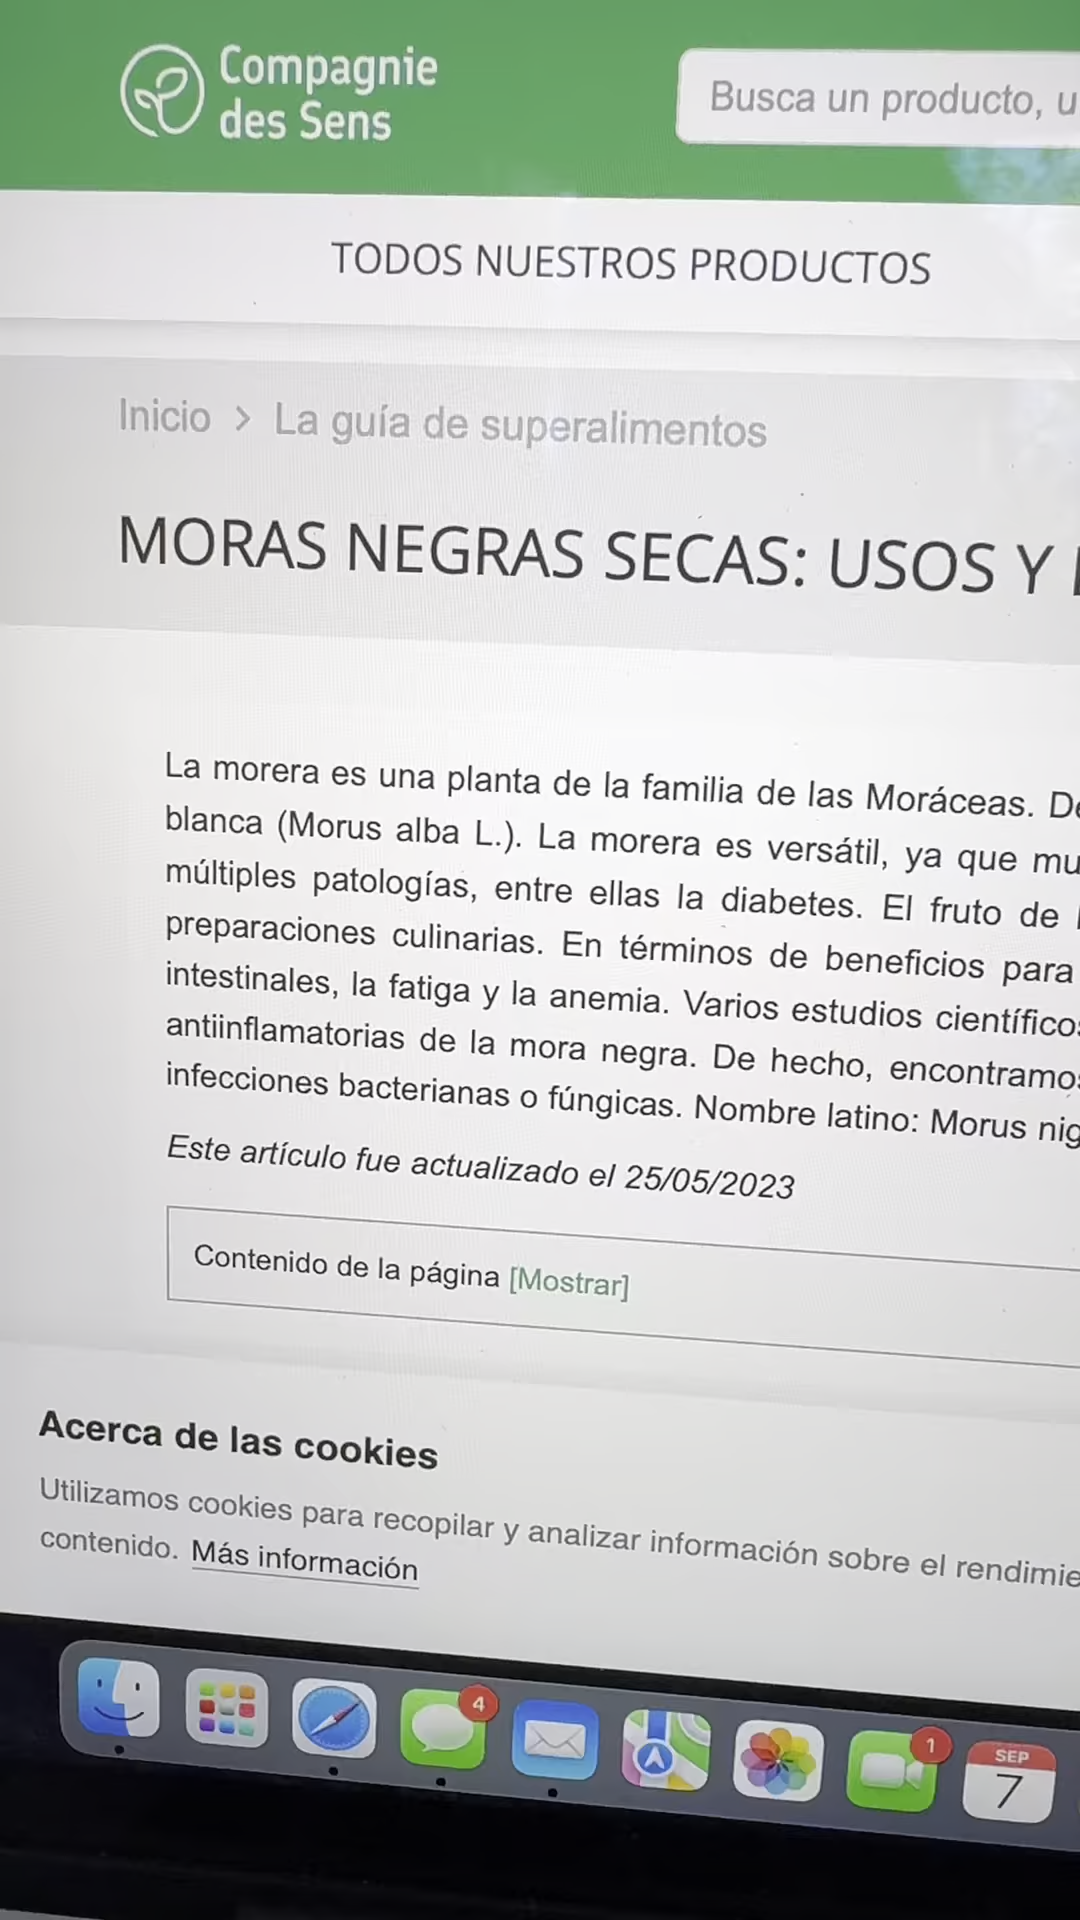 Compagnie
des Sens
Busca un producto, u
TODOS NUESTROS PRODUCTOS
Inicio > La guía de superalimentos
MORAS NEGRAS SECAS: USOS Y
La morera es una planta de la familia de las Moráceas. De
blanca (Morus alba L.). La morera es versátil, ya que mu
múltiples patologías, entre ellas la diabetes. El fruto de
preparaciones culinarias. En términos de beneficios para
intestinales, la fatiga y la anemia. Varios estudios científicos
antiinflamatorias de la mora negra. De hecho, encontramos
infecciones bacterianas o fúngicas. Nombre latino: Morus nig
Este artículo fue actualizado el 25/05/2023
Contenido de la página [Mostrar]
Acerca de las cookies
Utilizamos cookies para recopilar y analizar información sobre el rendimie
contenido. Más información
4
1
SEP
7